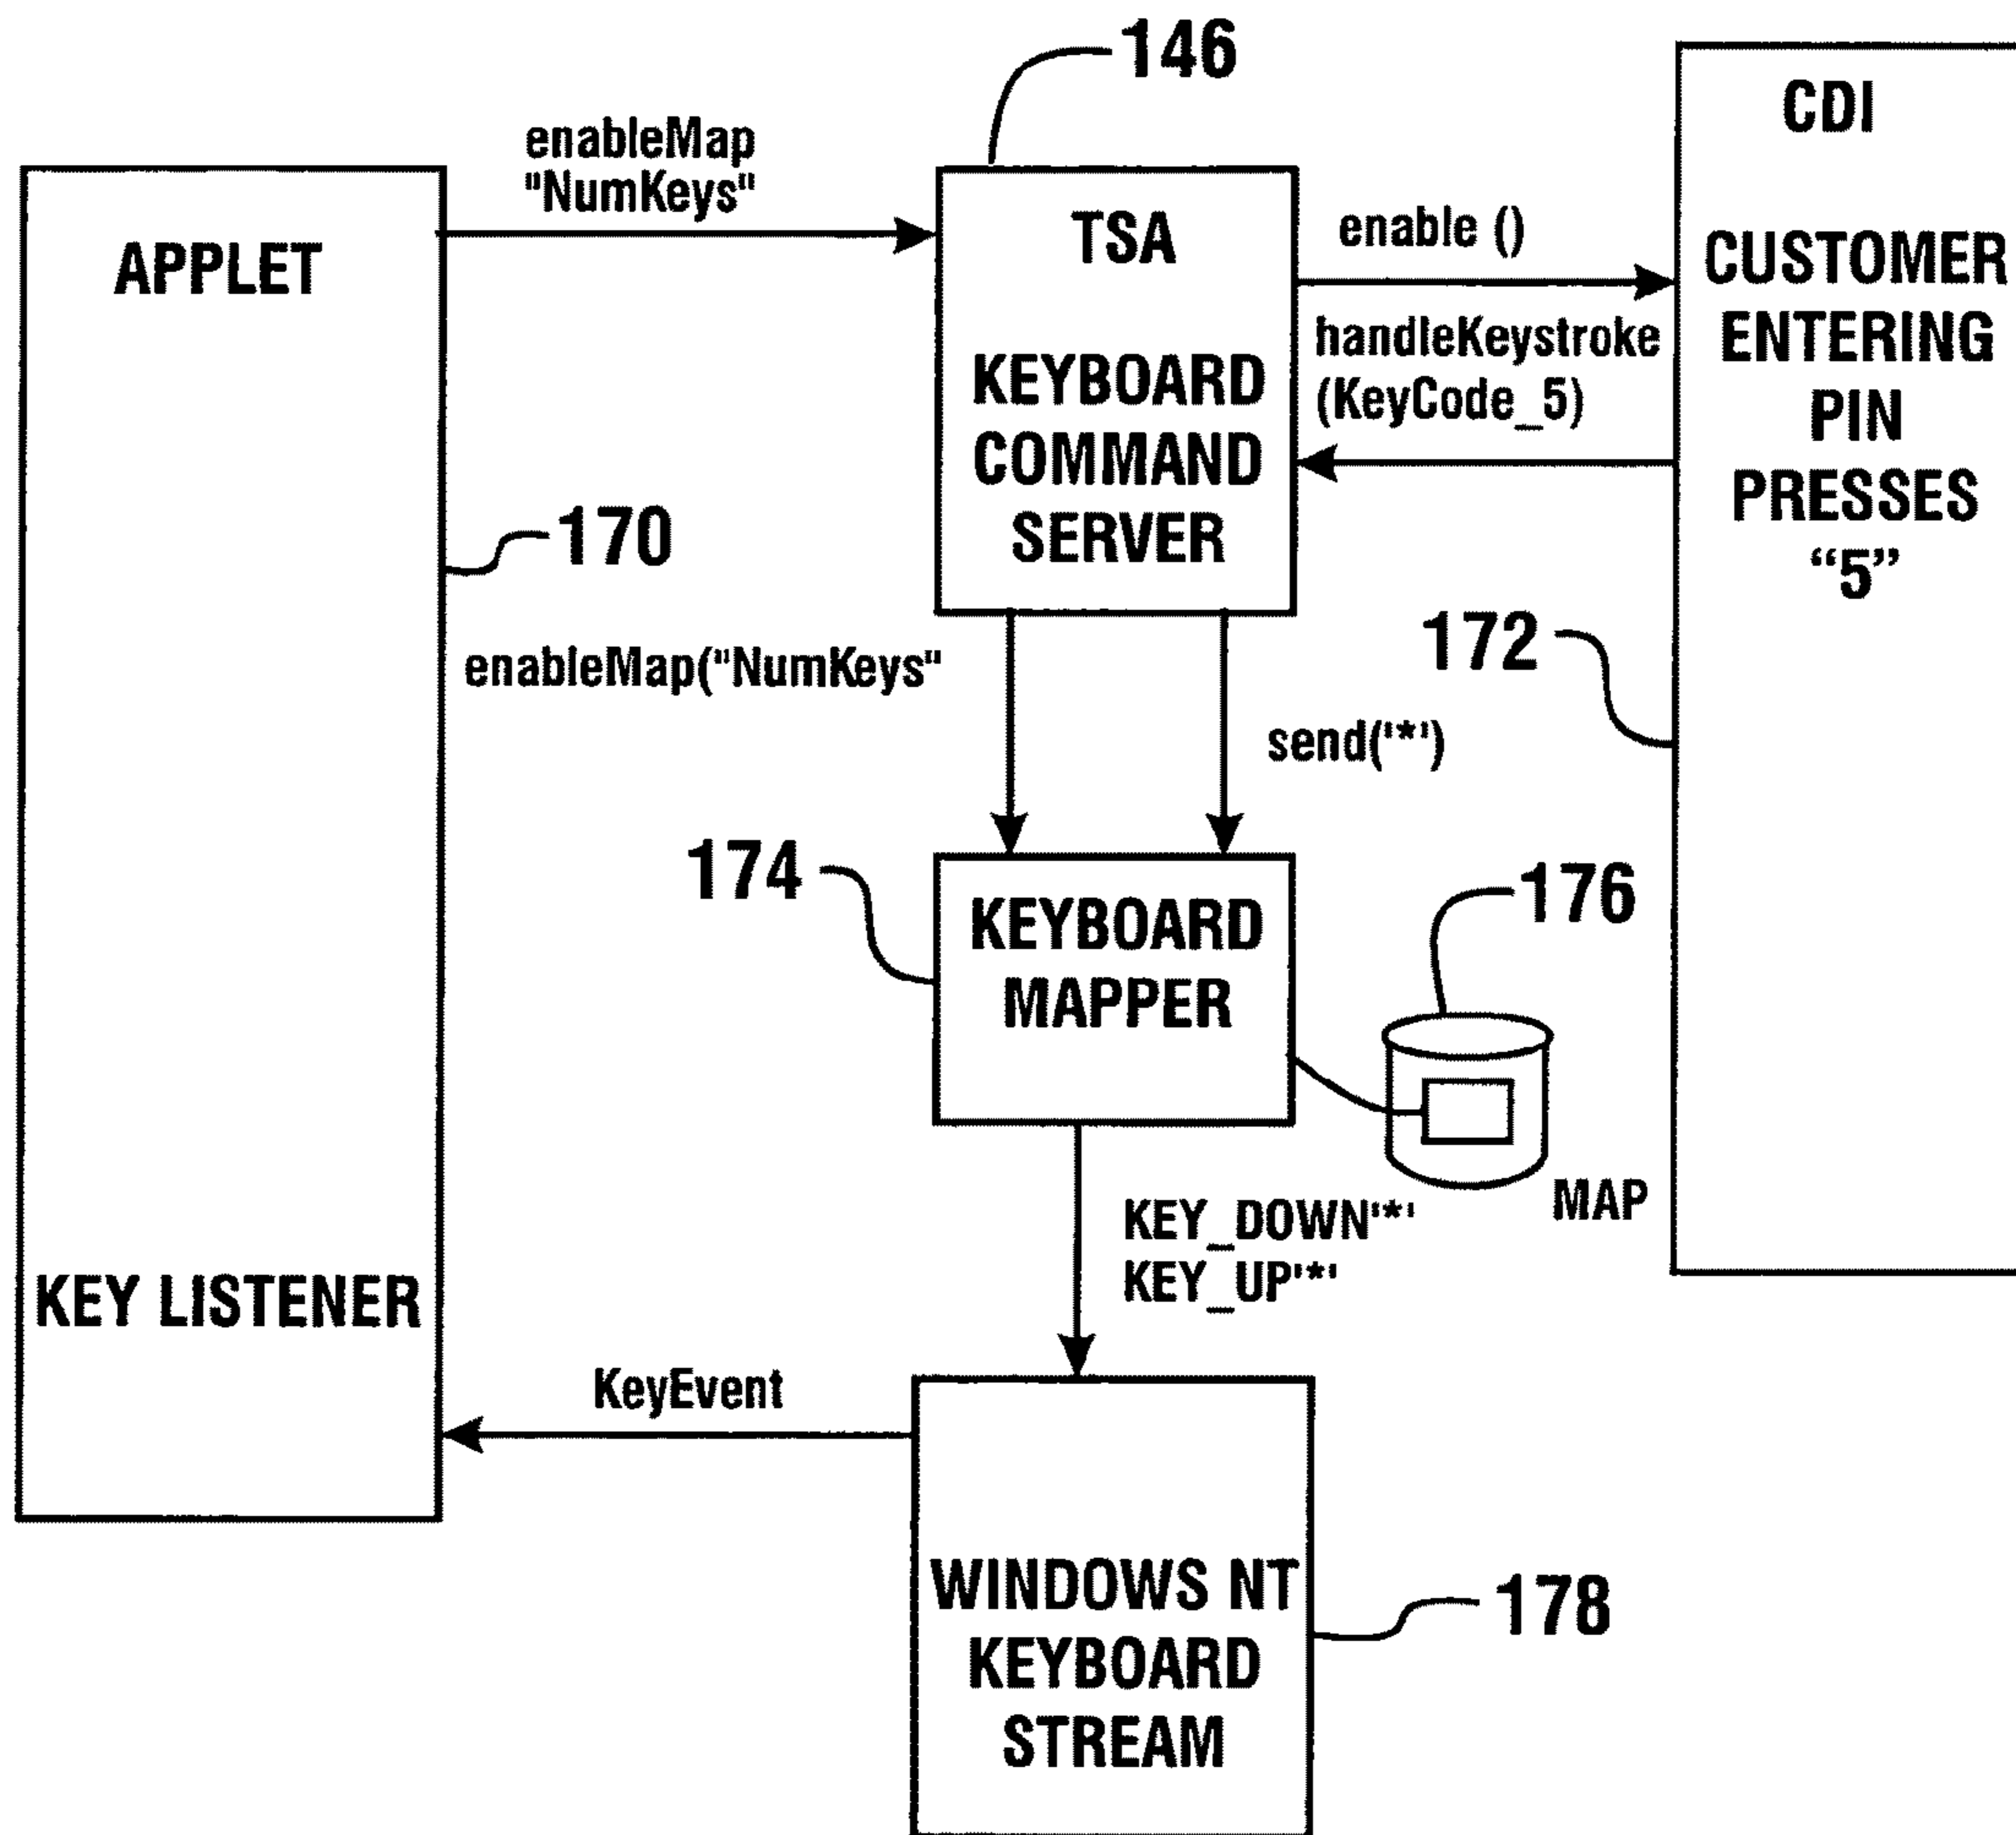 146
CDI
CUSTOMER
ENTERING
PIN
PRESSES
“5”
enableMap
"NumKeys"
APPLET
TSA
KEYBOARD
COMMAND
SERVER
enable ()
handleKeystroke
(KeyCode_5)
170
172
enableMap("NumKeys"
send('*')
174
KEYBOARD
MAPPER
176
MAP
KEY_DOWN'*'
KEY_UP'*'
KEY LISTENER
KeyEvent
WINDOWS NT
KEYBOARD
STREAM
178